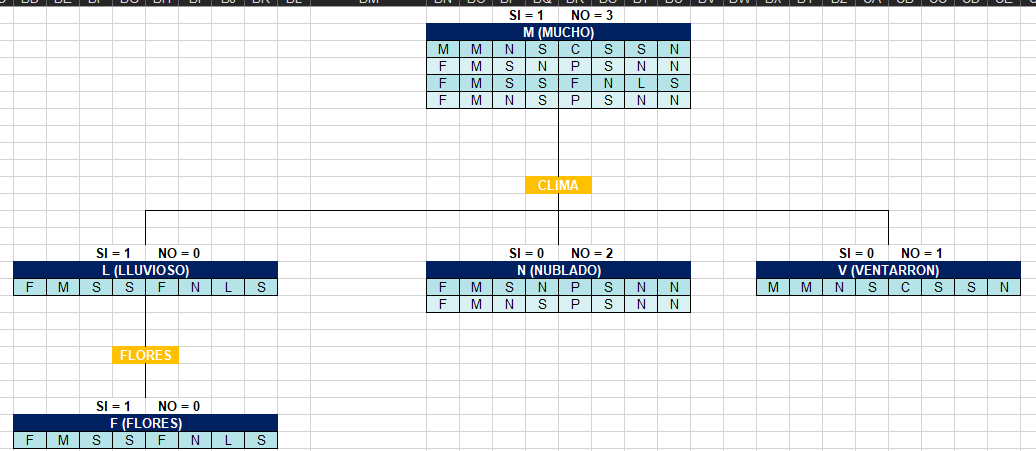 SI = 1 NO = 3
M (MUCHO)
M M N S C S S N
F M S N P S N N
F M S S F N L S
F M N S P S N N
CLIMA
SI = 1 NO = 0
L (LLUVIOSO)
F M S S F N L S
SI = 0 NO = 2
N (NUBLADO)
F M S N P S N N
F M N S P S N N
SI = 0 NO = 1
V (VENTARRON)
M M N S C S S N
FLORES
SI = 1 NO = 0
F (FLORES)
F M S S F N L S